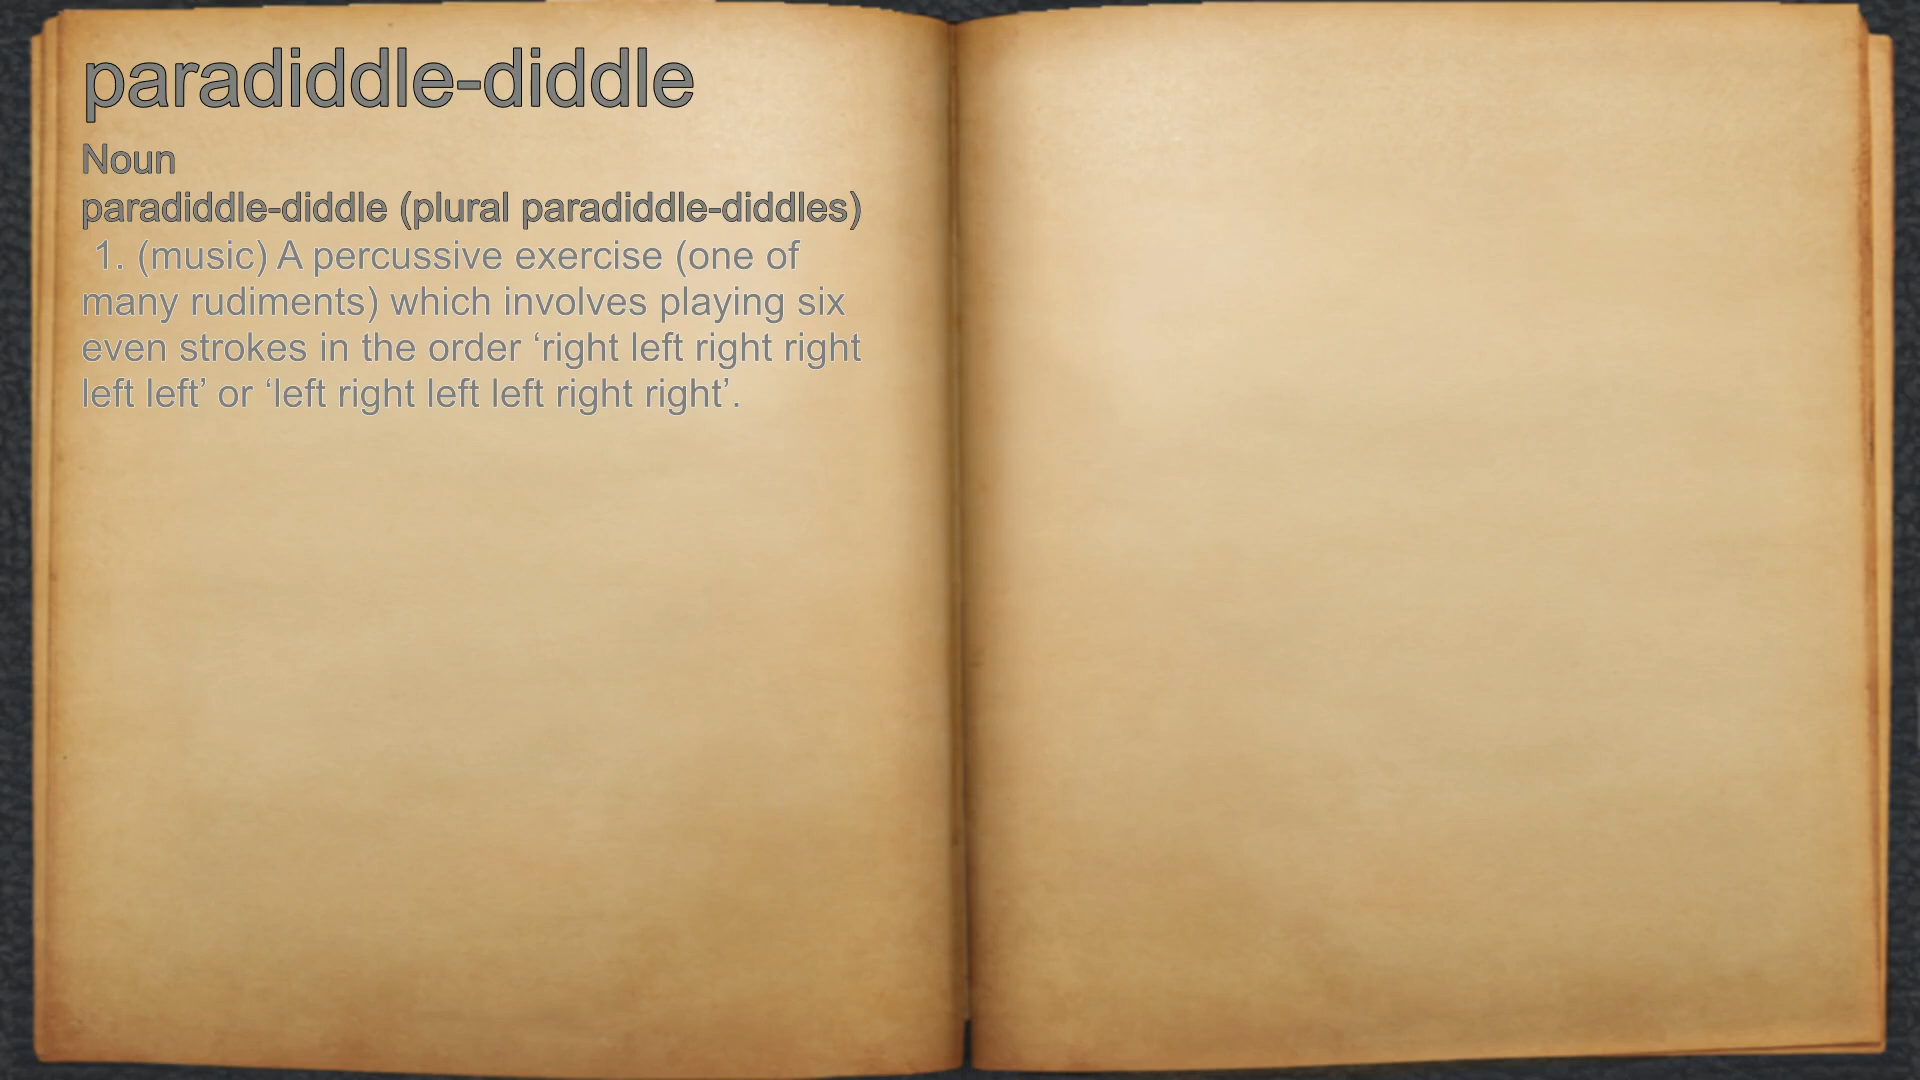 paradiddle-diddle
Noun
paradiddle-diddle (plural paradiddle-diddles)
1. (music) A percussive exercise (one of
many rudiments) which involves playing six
even strokes in the order ‘right left right right
left left’ or ‘left right left left right right’.